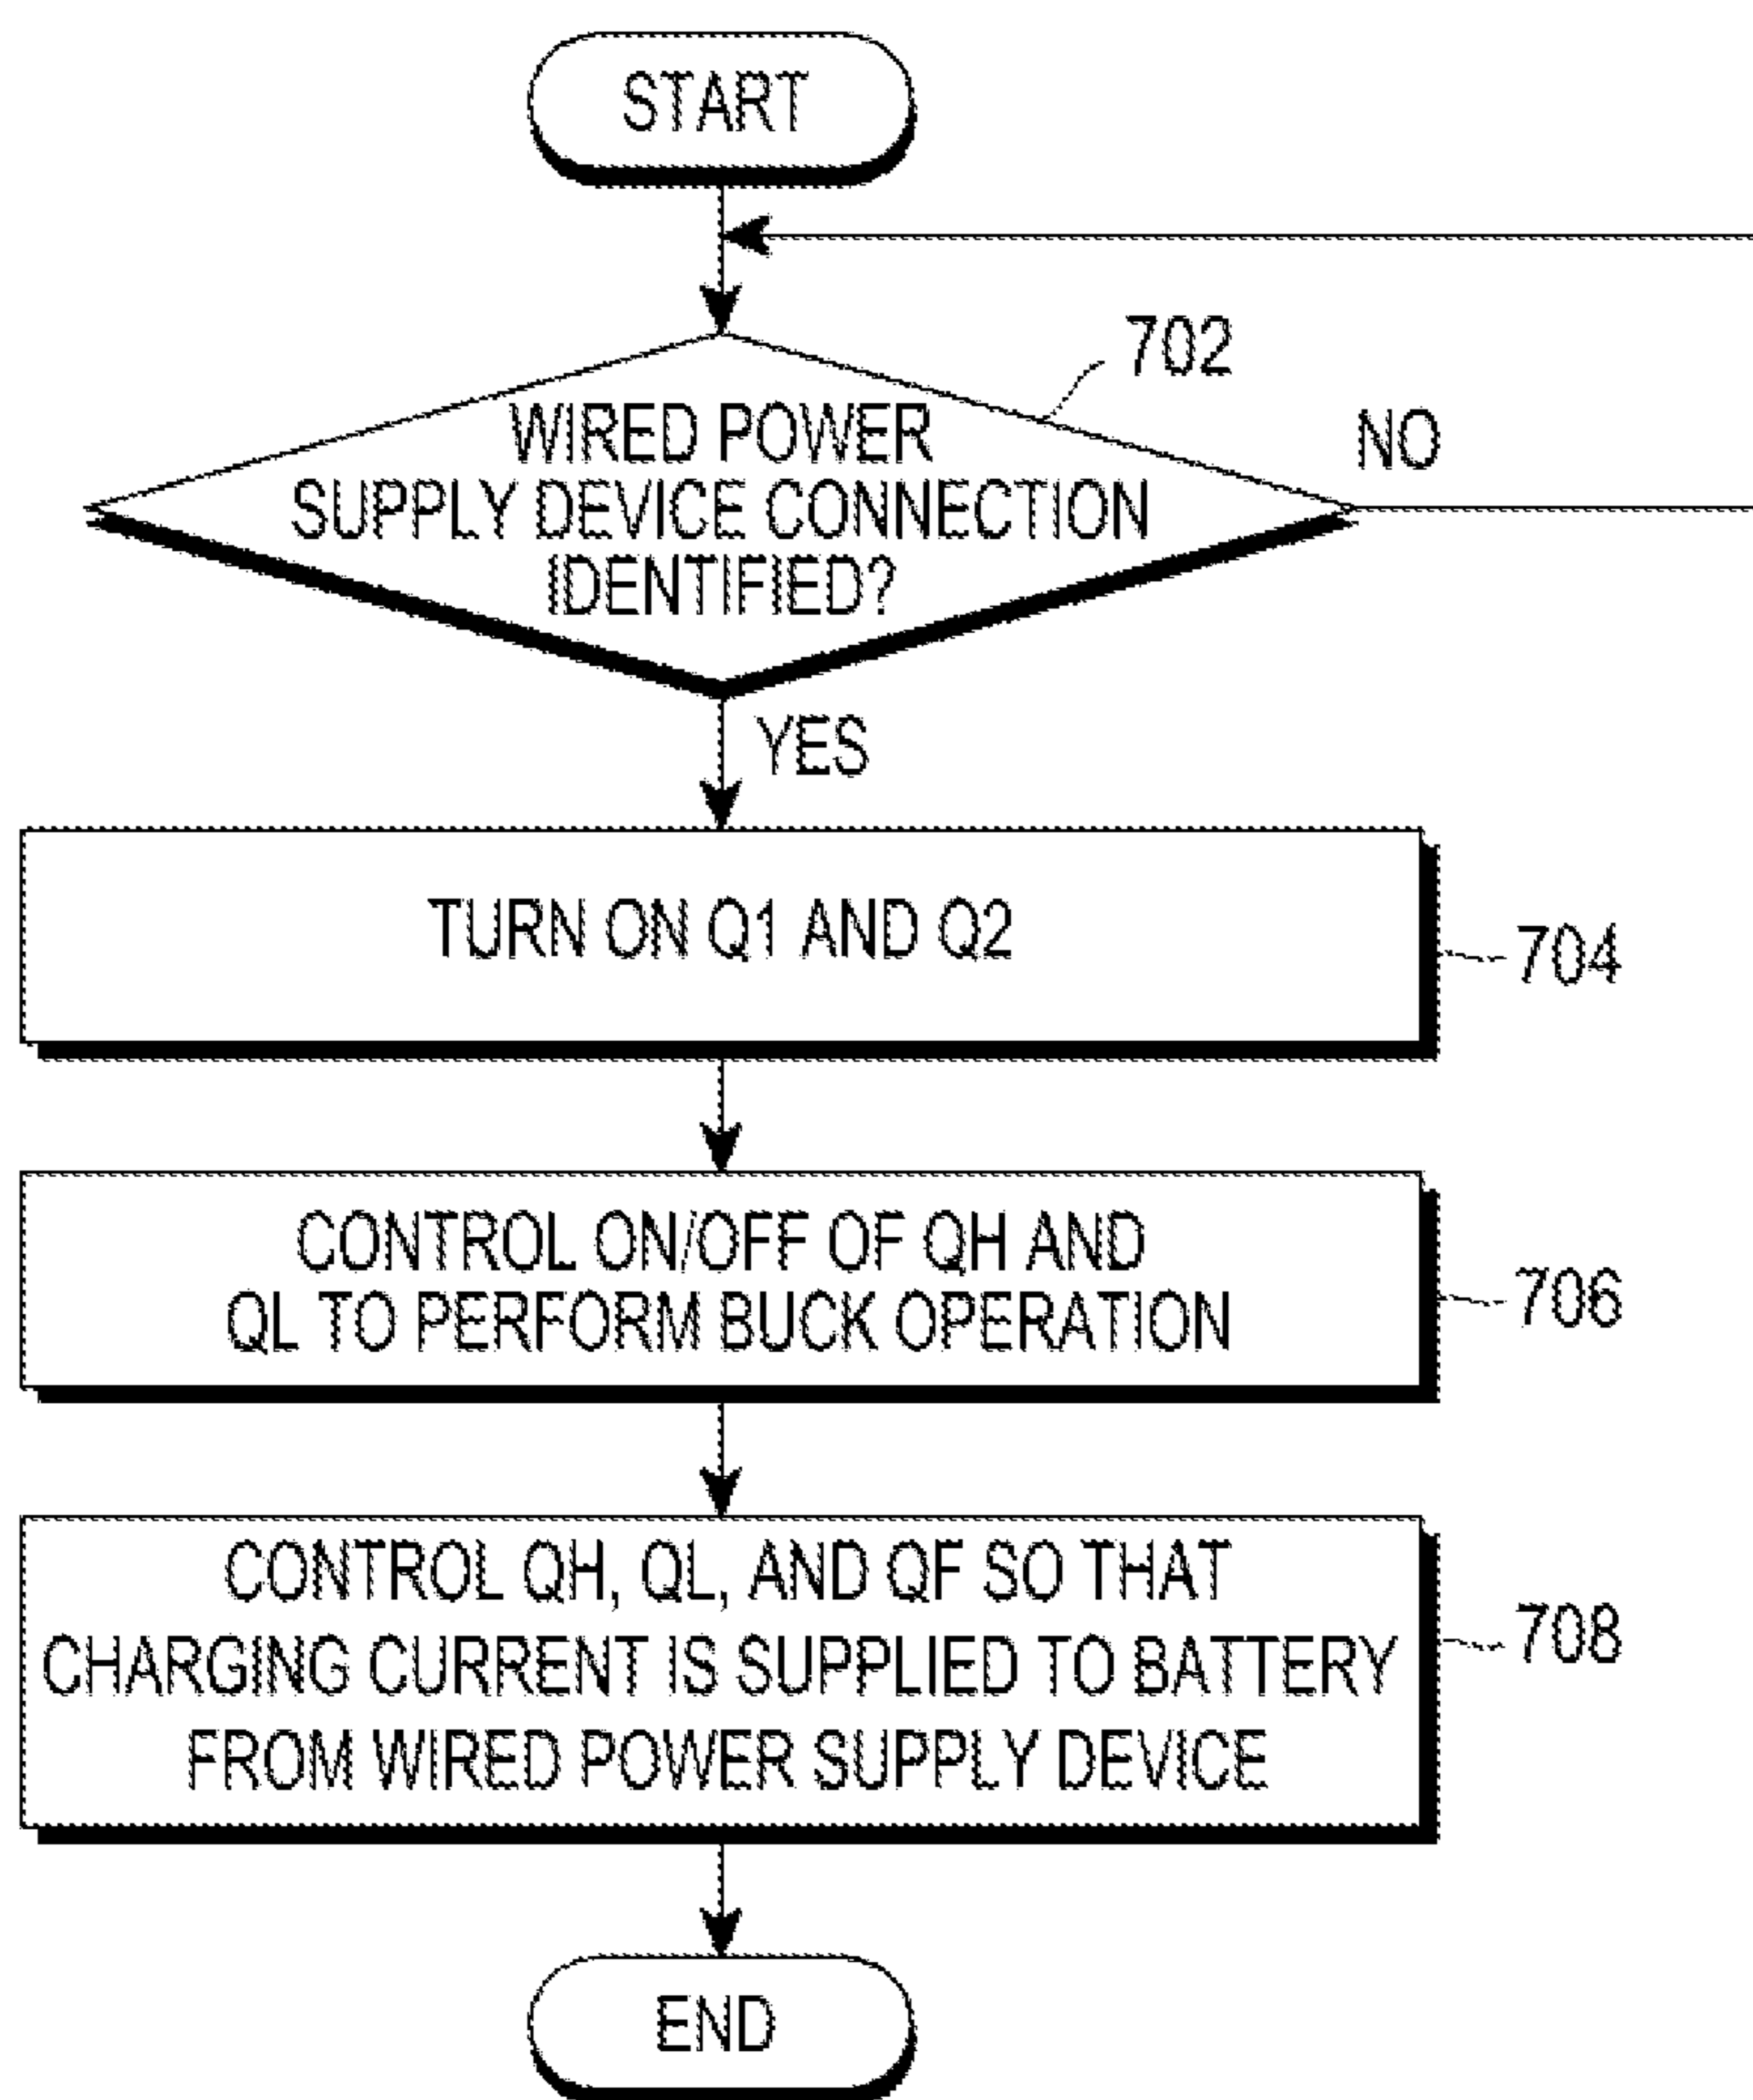 START
702
WIRED POWER
SUPPLY DEVICE CONNECTION
IDENTIFIED?
NO
YES
TURN ON Q1 AND Q2
704
CONTROL ON/OFF OF QH AND
QL TO PERFORM BUCK OPERATION
706
CONTROL QH, QL, AND QF SO THAT
CHARGING CURRENT IS SUPPLIED TO BATTERY
FROM WIRED POWER SUPPLY DEVICE
708
END